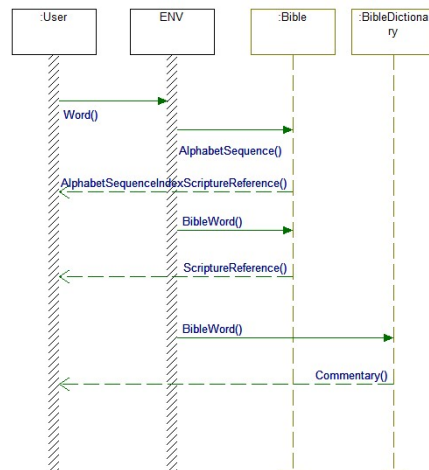 :User
ENV
:Bible
:BibleDictiona
ry
Word()
AlphabetSequence()
AlphabetSequenceIndexScriptureReference()
BibleWord()
ScriptureReference()
BibleWord()
Commentary()